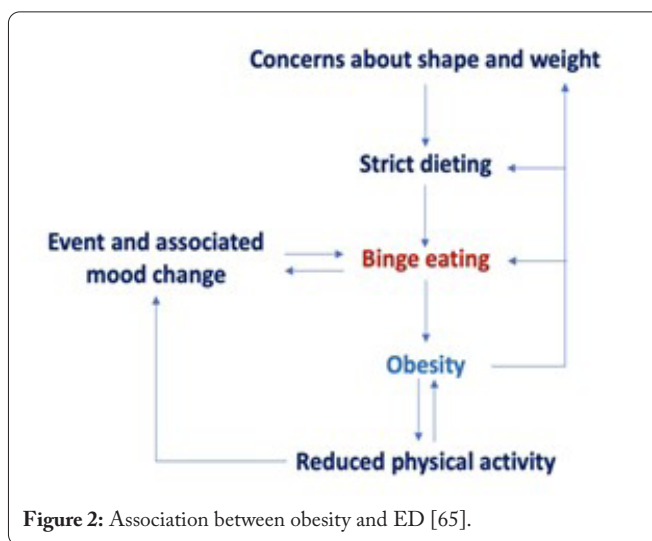 Concerns about shape and weight
Strict dieting
Event and associated
mood change
Binge eating
Obesity
Reduced physical activity
Figure 2: Association between obesity and ED [65].